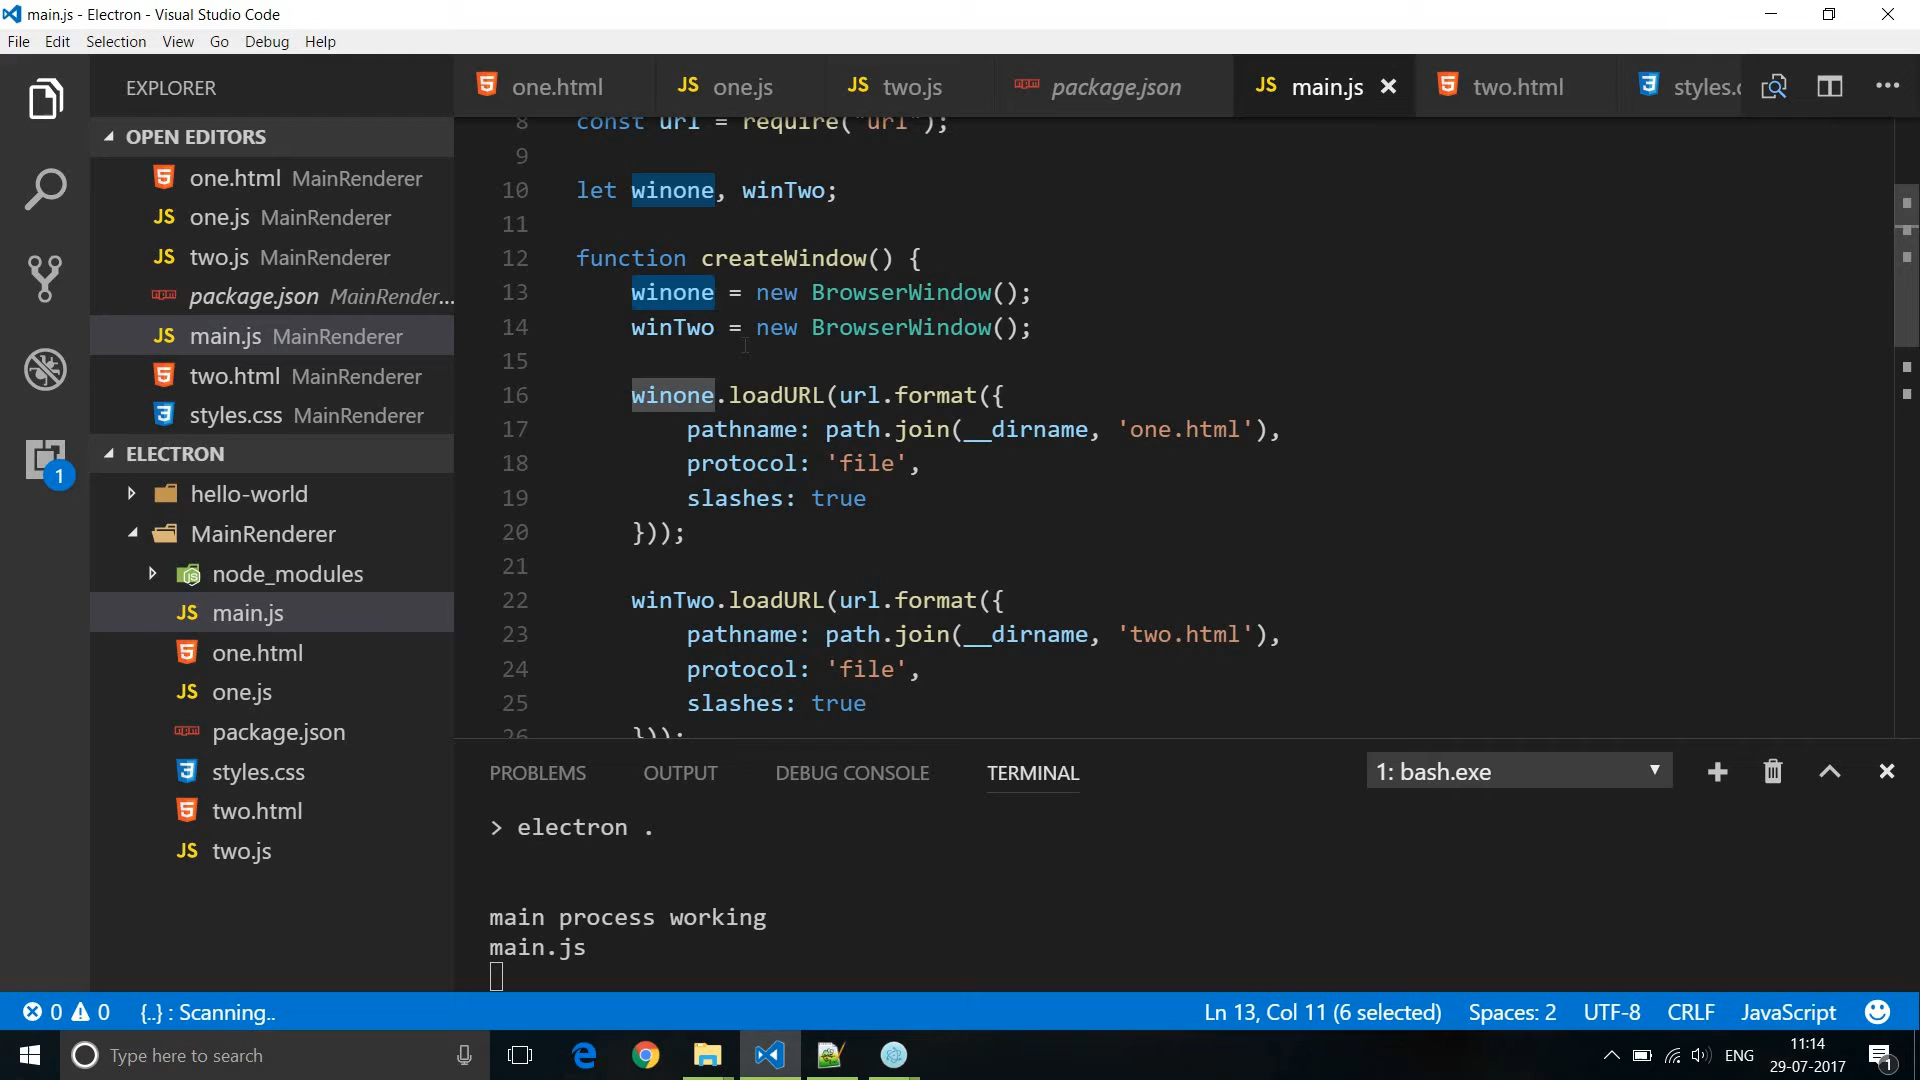 main.js - Electron - Visual Studio Code
File Edit Selection View Go Debug Help
EXPLORER
OPEN EDITORS
one.html MainRenderer
one.js MainRenderer
two.js MainRenderer
package.json MainRender...
main.js MainRenderer
two.html MainRenderer
styles.css MainRenderer
ELECTRON
hello-world
MainRenderer
node_modules
main.js
one.html
one.js
package.json
styles.css
two.html
two.js
1
one.html one.js two.js package.json main.js two.html styles.c
8 const url = require("url");
9
10 let winone, winTwo;
11
12 function createWindow() {
13 winone = new BrowserWindow();
14 winTwo = new BrowserWindow();
15
16 winone.loadURL(url.format({
17 pathname: path.join(__dirname, 'one.html'),
18 protocol: 'file',
19 slashes: true
20 }));
21
22 winTwo.loadURL(url.format({
23 pathname: path.join(__dirname, 'two.html'),
24 protocol: 'file',
25 slashes: true
26 }));
PROBLEMS OUTPUT DEBUG CONSOLE TERMINAL 1: bash.exe
> electron .
main process working
main.js
0 0 {..} : Scanning.. Ln 13, Col 11 (6 selected) Spaces: 2 UTF-8 CRLF JavaScript
Type here to search ENG 11:14
29-07-2017
1